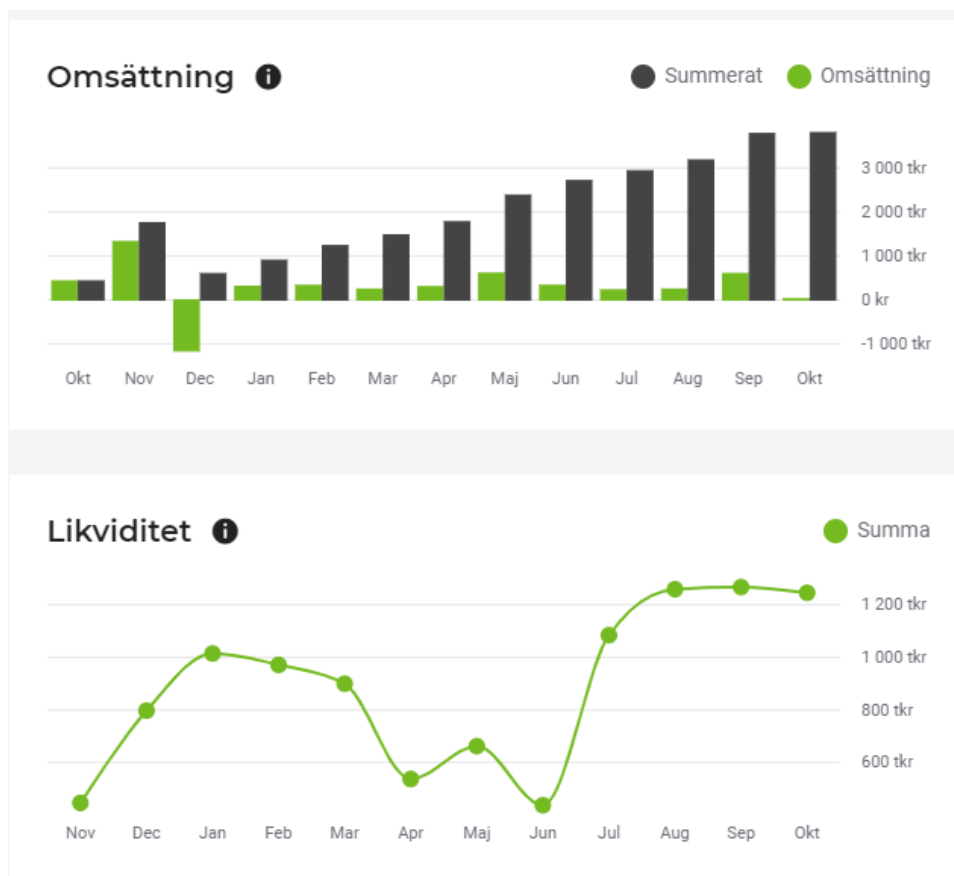 Omsättning
Summerat Omsättning
3 000 tkr
2 000 tkr
1 000 tkr
0 kr
-1 000 tkr
Okt Nov Dec Jan Feb Mar Apr Maj Jun Jul Aug Sep Okt
Likviditet
Summa
1 200 tkr
1 000 tkr
800 tkr
600 tkr
Nov Dec Jan Feb Mar Apr Maj Jun Jul Aug Sep Okt